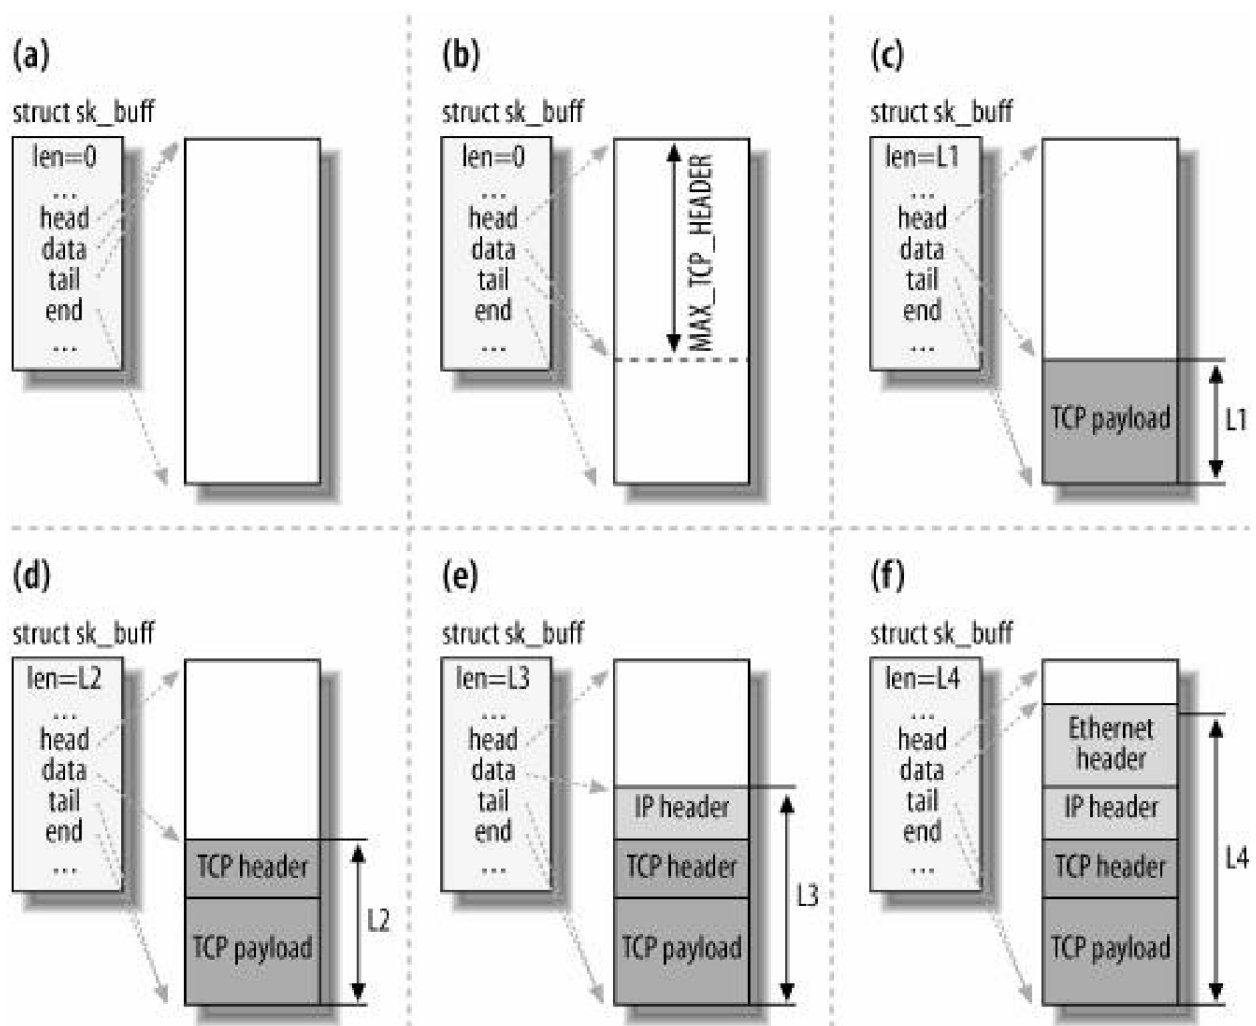 (a)
struct sk_buff
len=0
...
head
data
tail
end
...
(b)
struct sk_buff
len=0
...
head
data
tail
end
...
MAX_TCP_HEADER
(c)
struct sk_buff
len=L1
...
head
data
tail
end
...
TCP payload
L1
(d)
struct sk_buff
len=L2
...
head
data
tail
end
...
TCP header
TCP payload
L2
(e)
struct sk_buff
len=L3
...
head
data
tail
end
...
IP header
TCP header
TCP payload
L3
(f)
struct sk_buff
len=L4
...
head
data
tail
end
...
Ethernet
header
IP header
TCP header
TCP payload
L4